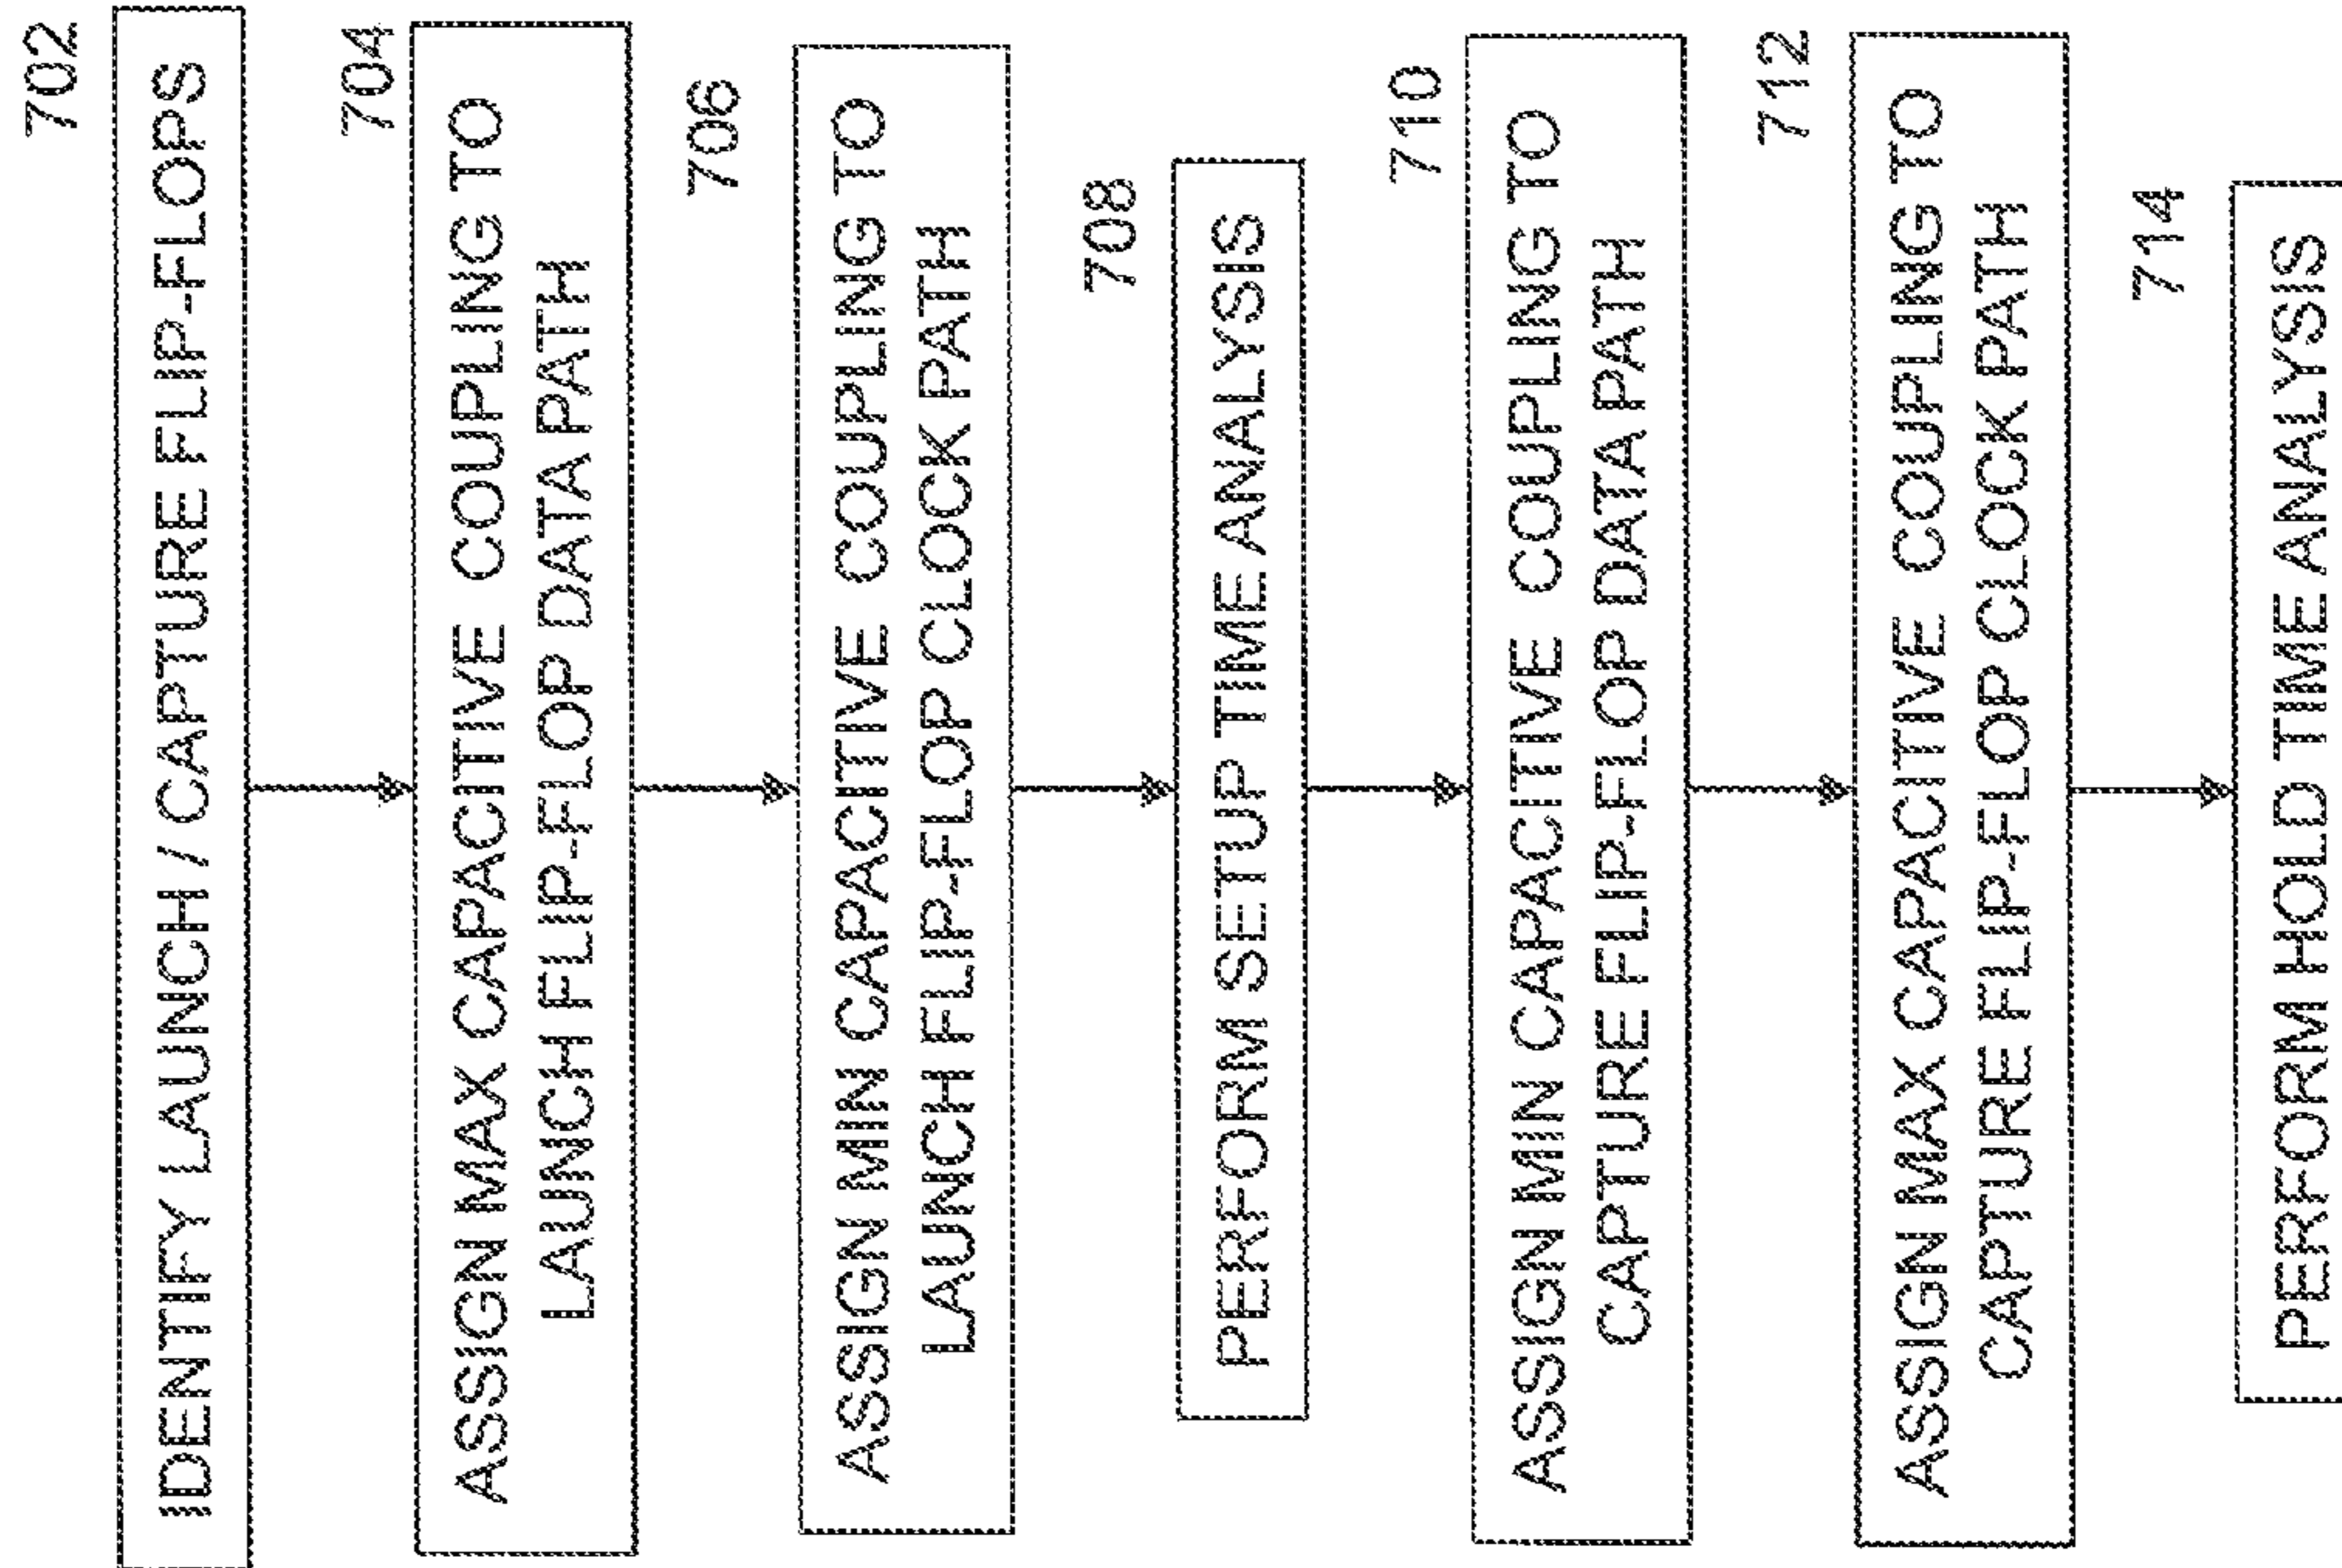 702
IDENTIFY LAUNCH / CAPTURE FLIP-FLOPS
704
ASSIGN MAX CAPACITIVE COUPLING TO
LAUNCH FLIP-FLOP DATA PATH
706
ASSIGN MIN CAPACITIVE COUPLING TO
LAUNCH FLIP-FLOP CLOCK PATH
708
PERFORM SETUP TIME ANALYSIS
710
ASSIGN MIN CAPACITIVE COUPLING TO
CAPTURE FLIP-FLOP DATA PATH
712
ASSIGN MAX CAPACITIVE COUPLING TO
CAPTURE FLIP-FLOP CLOCK PATH
714
PERFORM HOLD TIME ANALYSIS